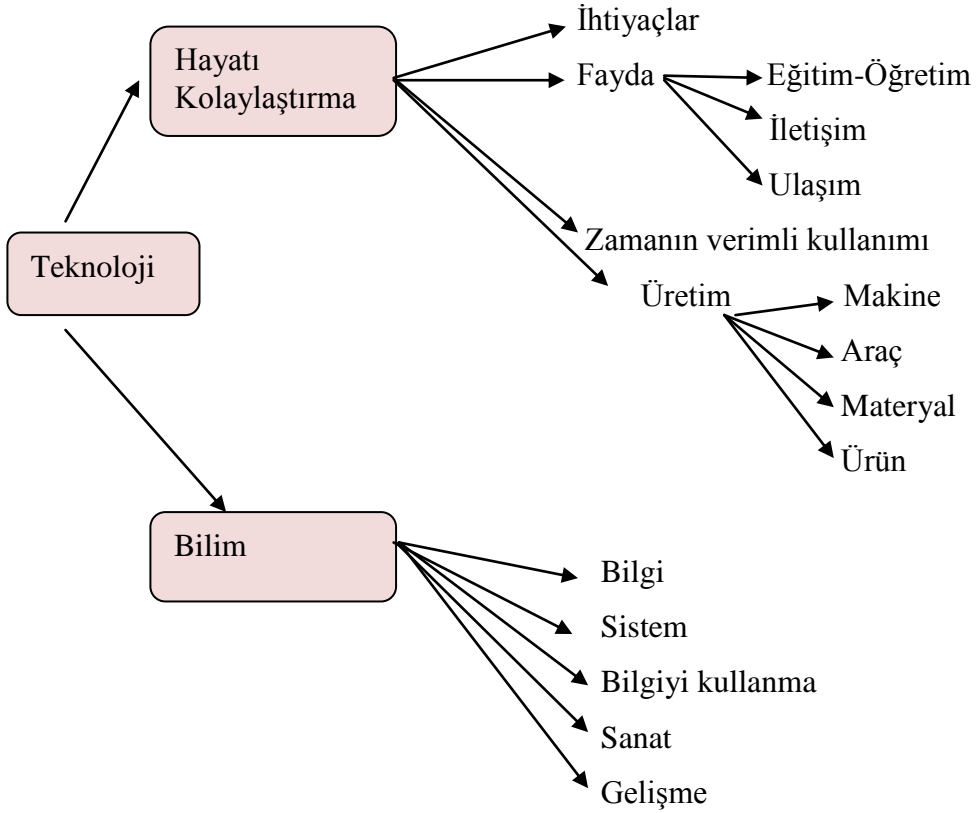 İhtiyaçlar
Hayatı
Kolaylaştırma
Fayda
Eğitim-Öğretim
İletişim
Ulaşım
Zamanın verimli kullanımı
Teknoloji
Üretim
Makine
Araç
Materyal
Ürün
Bilim
Bilgi
Sistem
Bilgiyi kullanma
Sanat
Gelişme